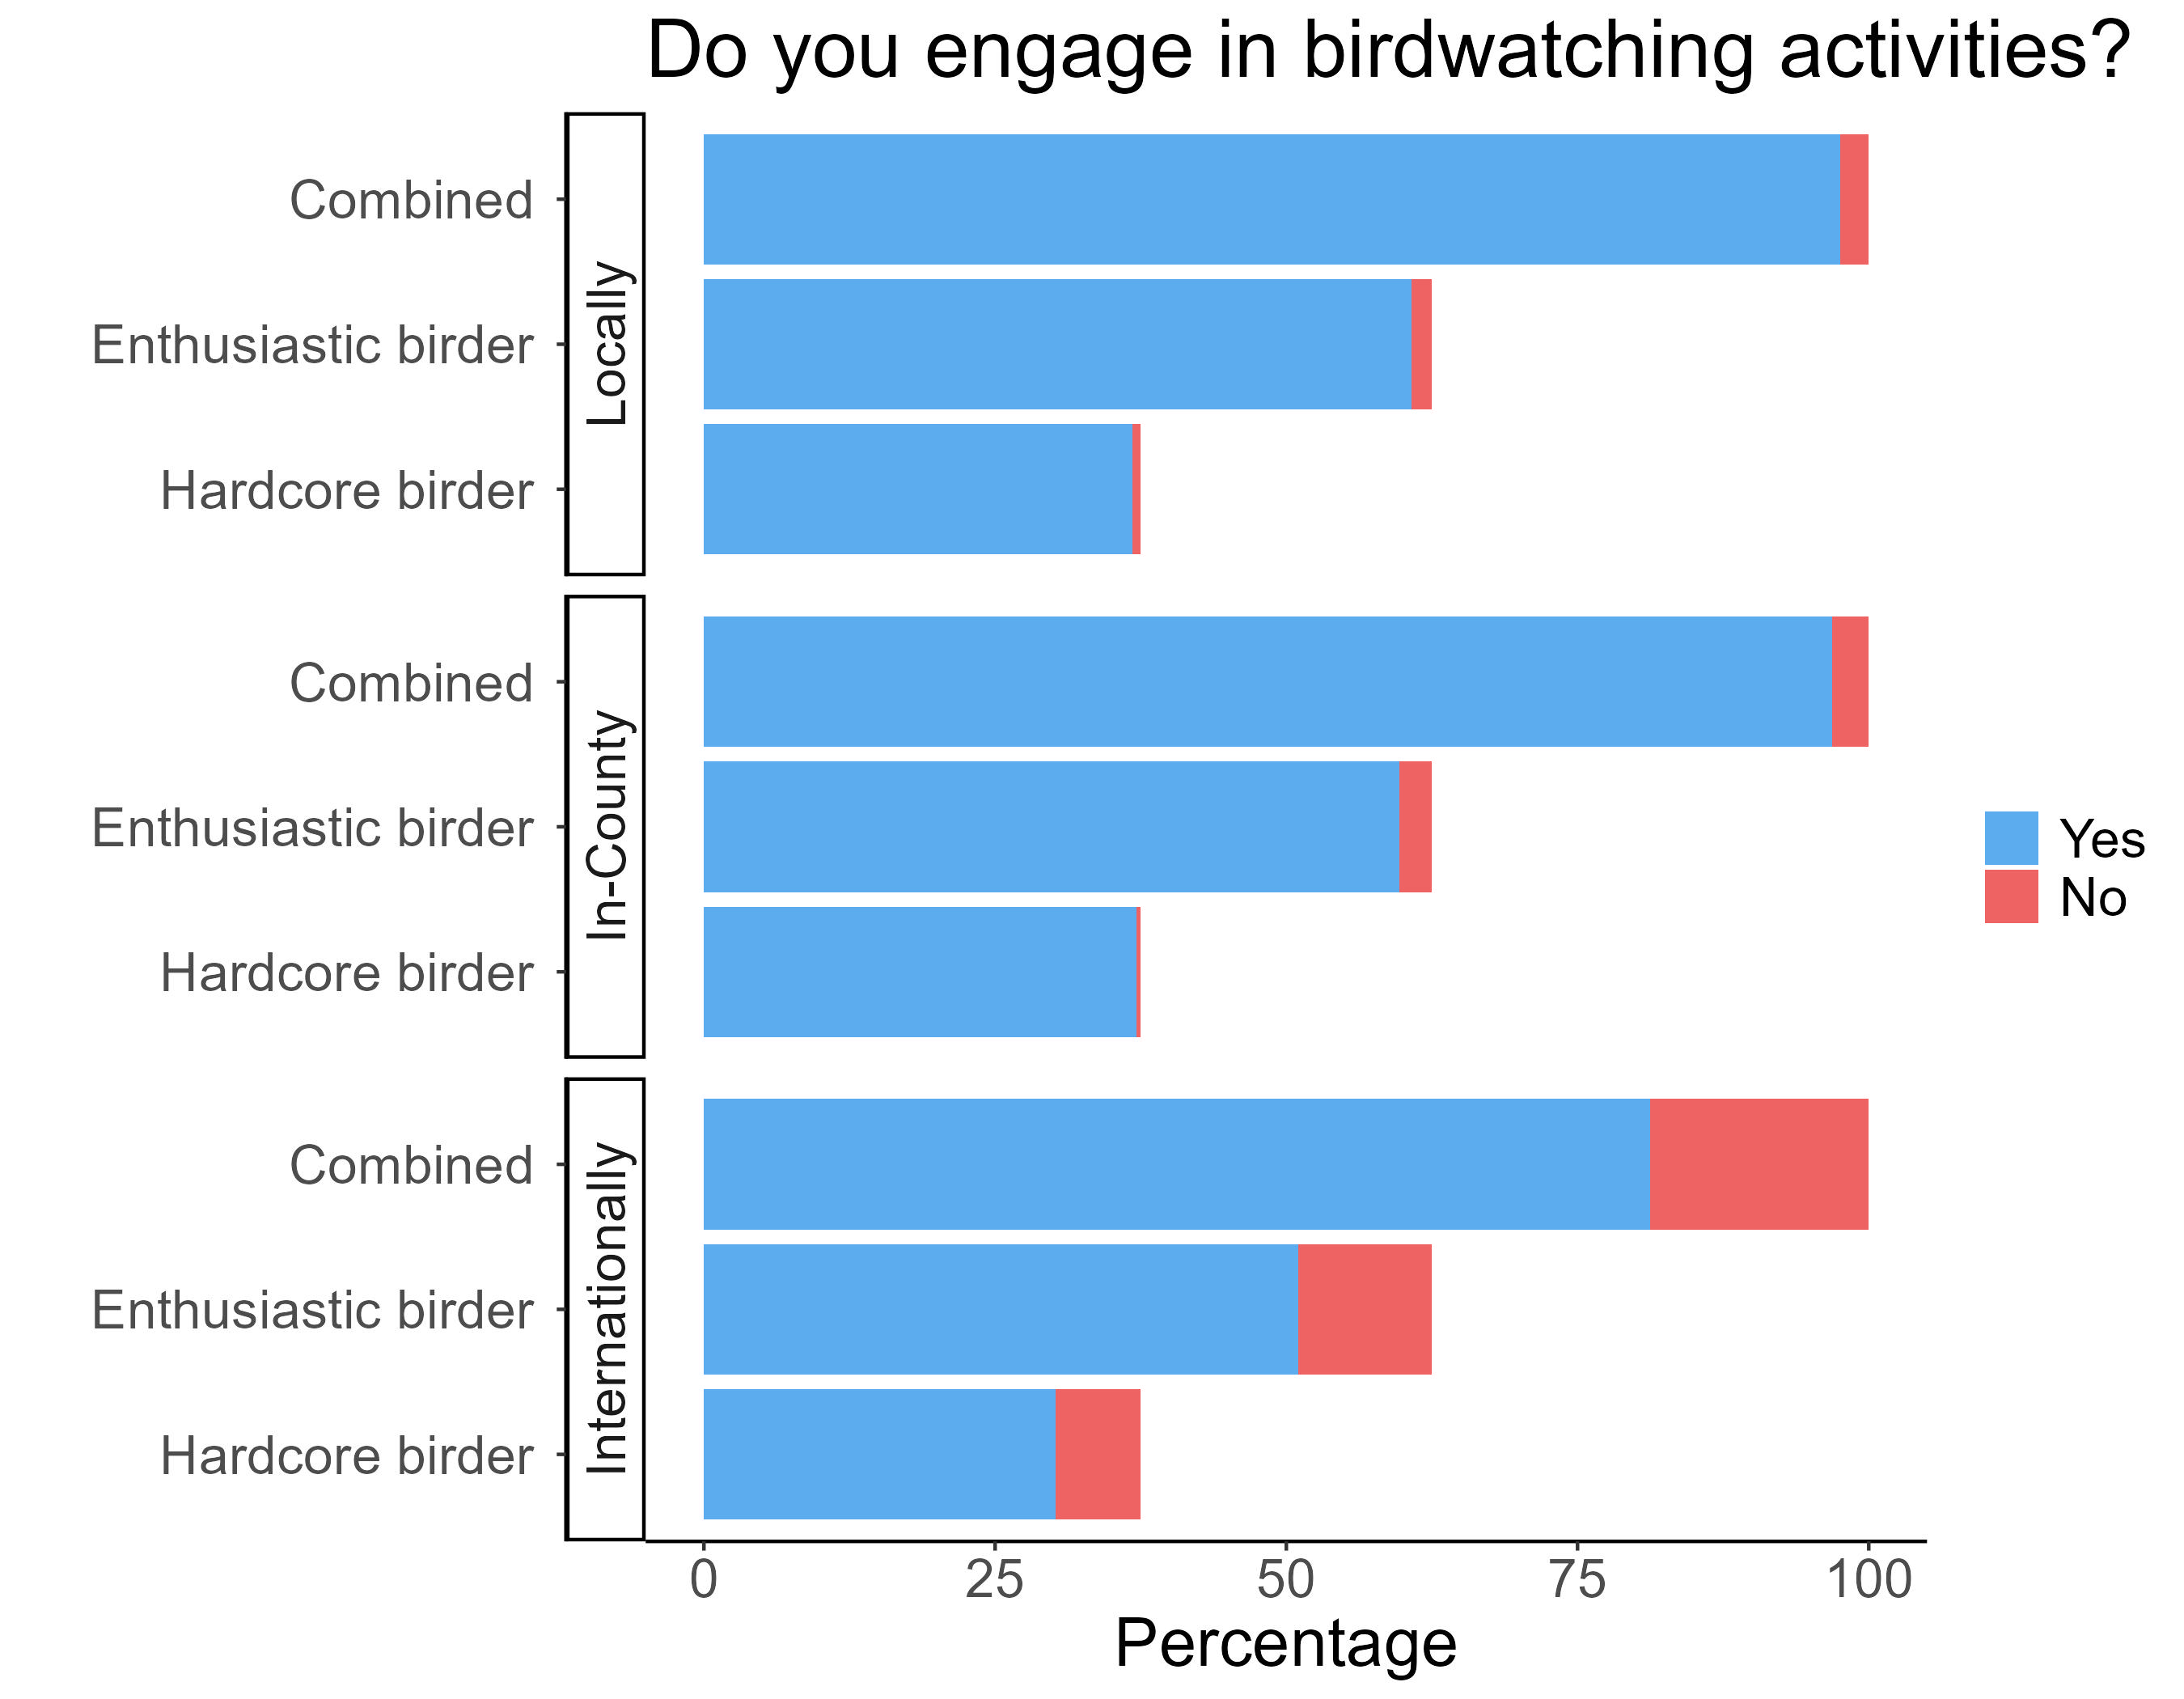 Do you engage in birdwatching activities?
Locally
Combined
Enthusiastic birder
Hardcore birder
In-County
Combined
Enthusiastic birder
Hardcore birder
Internationally
Combined
Enthusiastic birder
Hardcore birder
Yes
No
0 25 50 75 100
Percentage